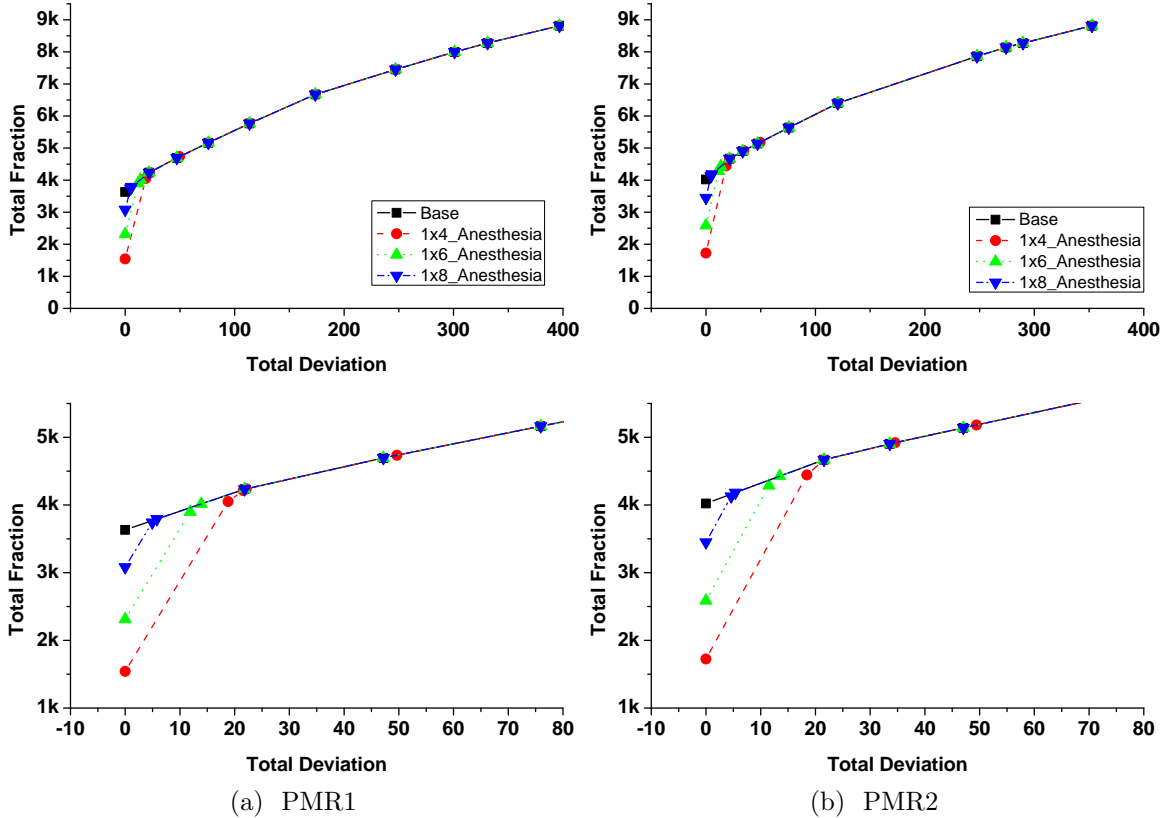 9k
8k
7k
6k
5k
4k
3k
2k
1k
0
Total Fraction
Base
1x4_Anesthesia
1x6_Anesthesia
1x8_Anesthesia
0 100 200 300 400
Total Deviation
9k
8k
7k
6k
5k
4k
3k
2k
1k
0
Total Fraction
Base
1x4_Anesthesia
1x6_Anesthesia
1x8_Anesthesia
0 100 200 300 400
Total Deviation
5k
4k
3k
2k
1k
Total Fraction
-10 0 10 20 30 40 50 60 70 80
Total Deviation
(a) PMR1
5k
4k
3k
2k
1k
Total Fraction
-10 0 10 20 30 40 50 60 70 80
Total Deviation
(b) PMR2